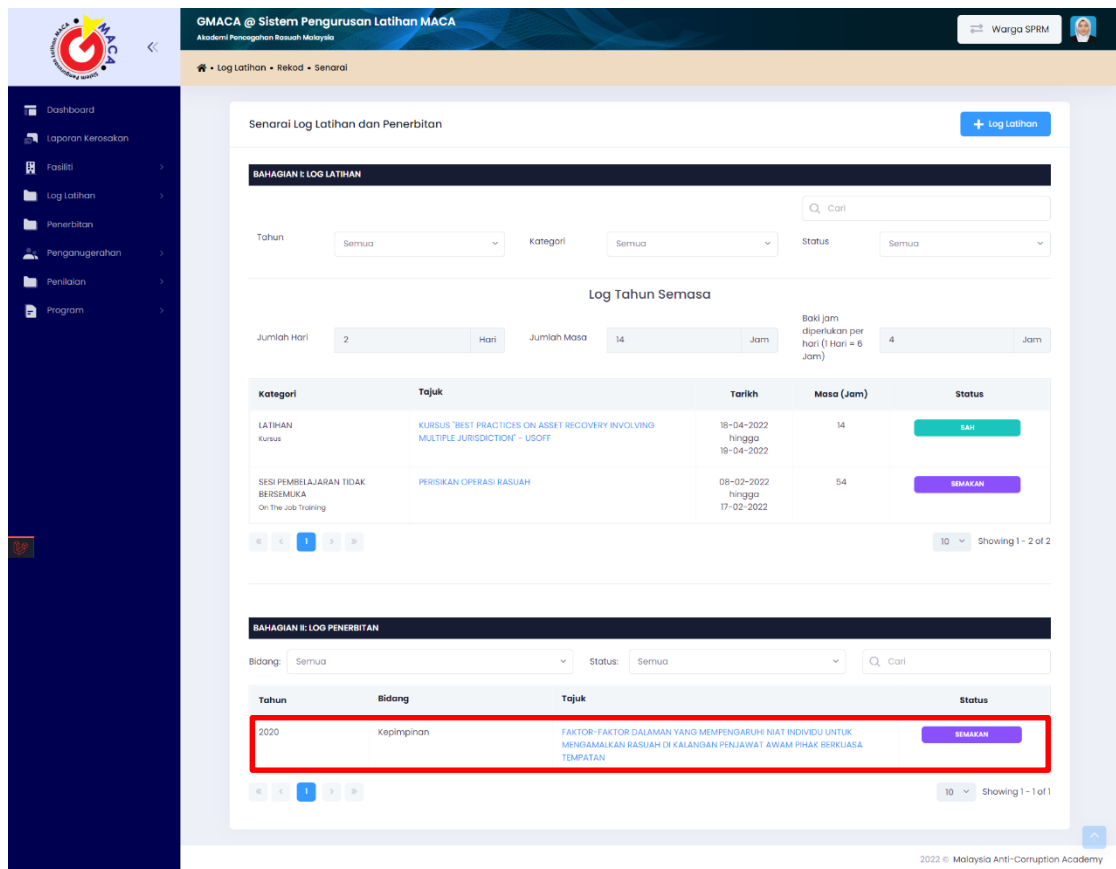 GMACA @ Sistem Pengurusan Latihan MACA
Akademi Pencegahan Rasuah Malaysia
Warga SPRM
MACA
• Log Latihan • Rekod • Senarai
Dashboard
Laporan Kerosakan
Fasiliti
Log Latihan
Penerbitan
Penganugerahan
Penilaian
Program
Senarai Log Latihan dan Penerbitan
+ Log Latihan
BAHAGIAN I: LOG LATIHAN
Cari
Tahun
Semua
Kategori
Semua
Status
Semua
Log Tahun Semasa
Jumlah Hari
2
Hari
Jumlah Masa
14
Jam
Baki jam
diperlukan per
hari (1 Hari = 6
Jam)
4
Jam
Kategori
Tajuk
Tarikh
Masa (Jam)
Status
LATIHAN
Kursus
KURSUS "BEST PRACTICES ON ASSET RECOVERY INVOLVING
MULTIPLE JURISDICTION" - USOFF
18-04-2022
hingga
19-04-2022
14
SAH
SESI PEMBELAJARAN TIDAK
BERSEMUKA
On The Job Training
PERISIKAN OPERASI RASUAH
08-02-2022
hingga
17-02-2022
54
SEMAKAN
« < 1 > »
10
Showing 1 - 2 of 2
BAHAGIAN II: LOG PENERBITAN
Bidang:
Semua
Status:
Semua
Cari
Tahun
Bidang
Tajuk
Status
2020
Kepimpinan
FAKTOR-FAKTOR DALAMAN YANG MEMPENGARUHI NIAT INDIVIDU UNTUK
MENGAMALKAN RASUAH DI KALANGAN PENJAWAT AWAM PIHAK BERKUASA
TEMPATAN
SEMAKAN
« < 1 > »
10
Showing 1 - 1 of 1
2022 © Malaysia Anti-Corruption Academy